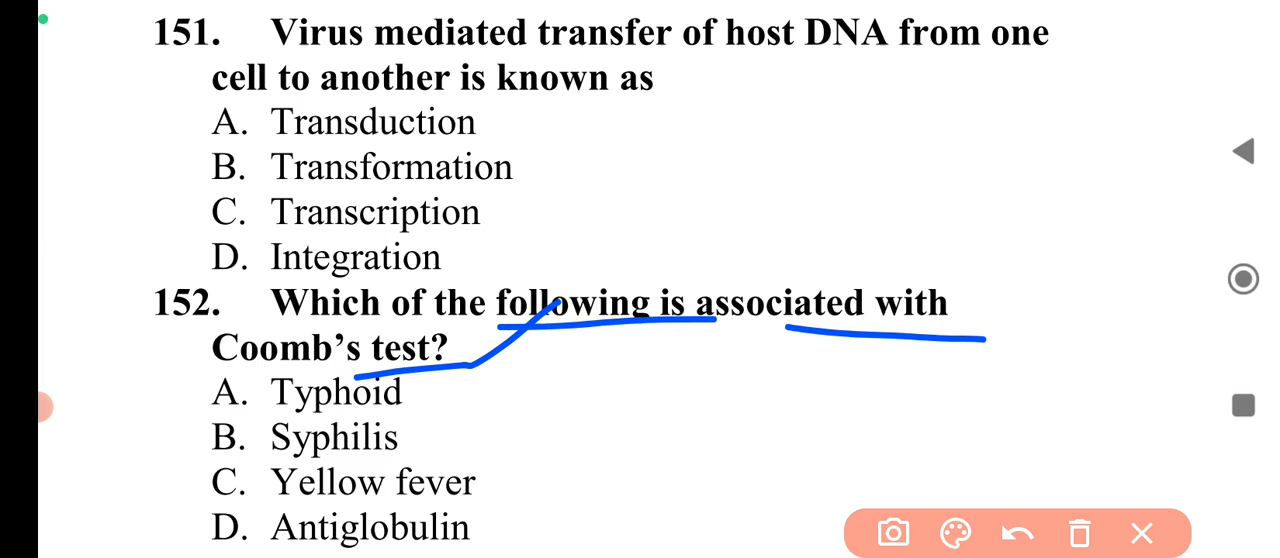 151. Virus mediated transfer of host DNA from one
cell to another is known as
A. Transduction
B. Transformation
C. Transcription
D. Integration
152. Which of the following is associated with
Coomb's test?
A. Typhoid
B. Syphilis
C. Yellow fever
D. Antiglobulin